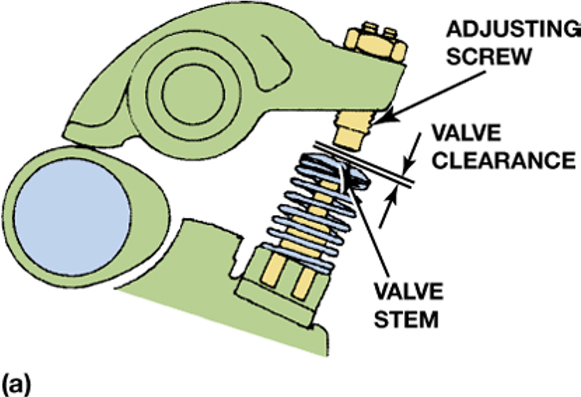 ADJUSTING
SCREW
VALVE
CLEARANCE
VALVE
STEM
(a)